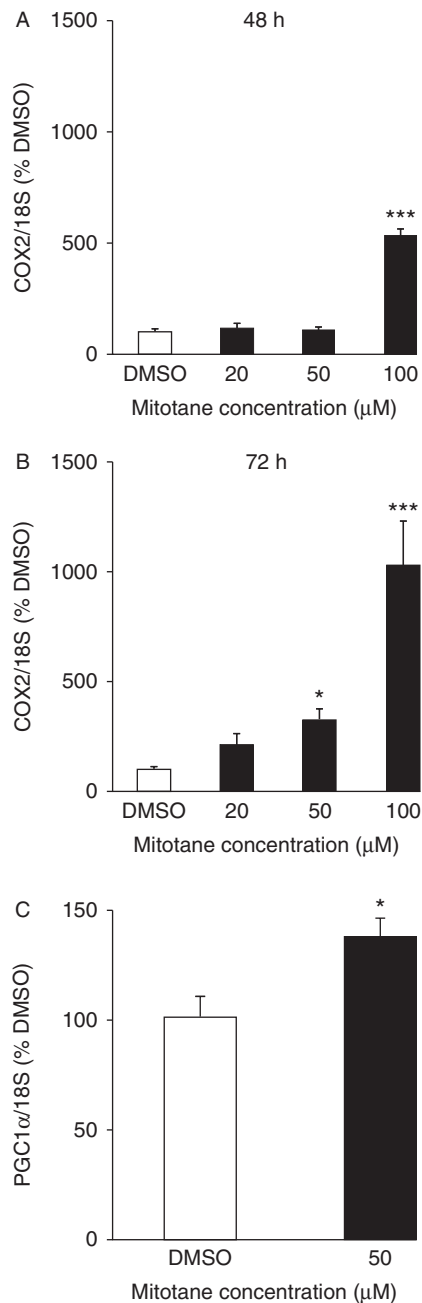 A
48 h
COX2/18S (% DMSO)
1500
1000
500
0
***
DMSO 20 50 100
Mitotane concentration (μM)
B
72 h
COX2/18S (% DMSO)
1500
1000
500
0
*
***
DMSO 20 50 100
Mitotane concentration (μM)
C
PGC1α/18S (% DMSO)
150
100
50
0
*
DMSO 50
Mitotane concentration (μM)